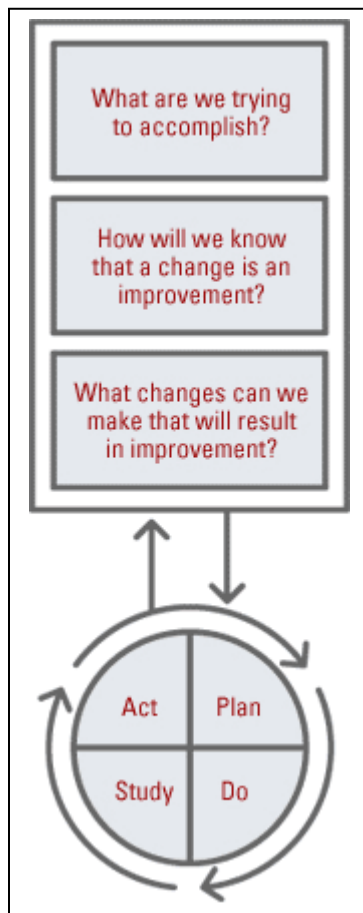 What are we trying
to accomplish?
How will we know
that a change is an
improvement?
What changes can we
make that will result
in improvement?
Act
Plan
Study
Do